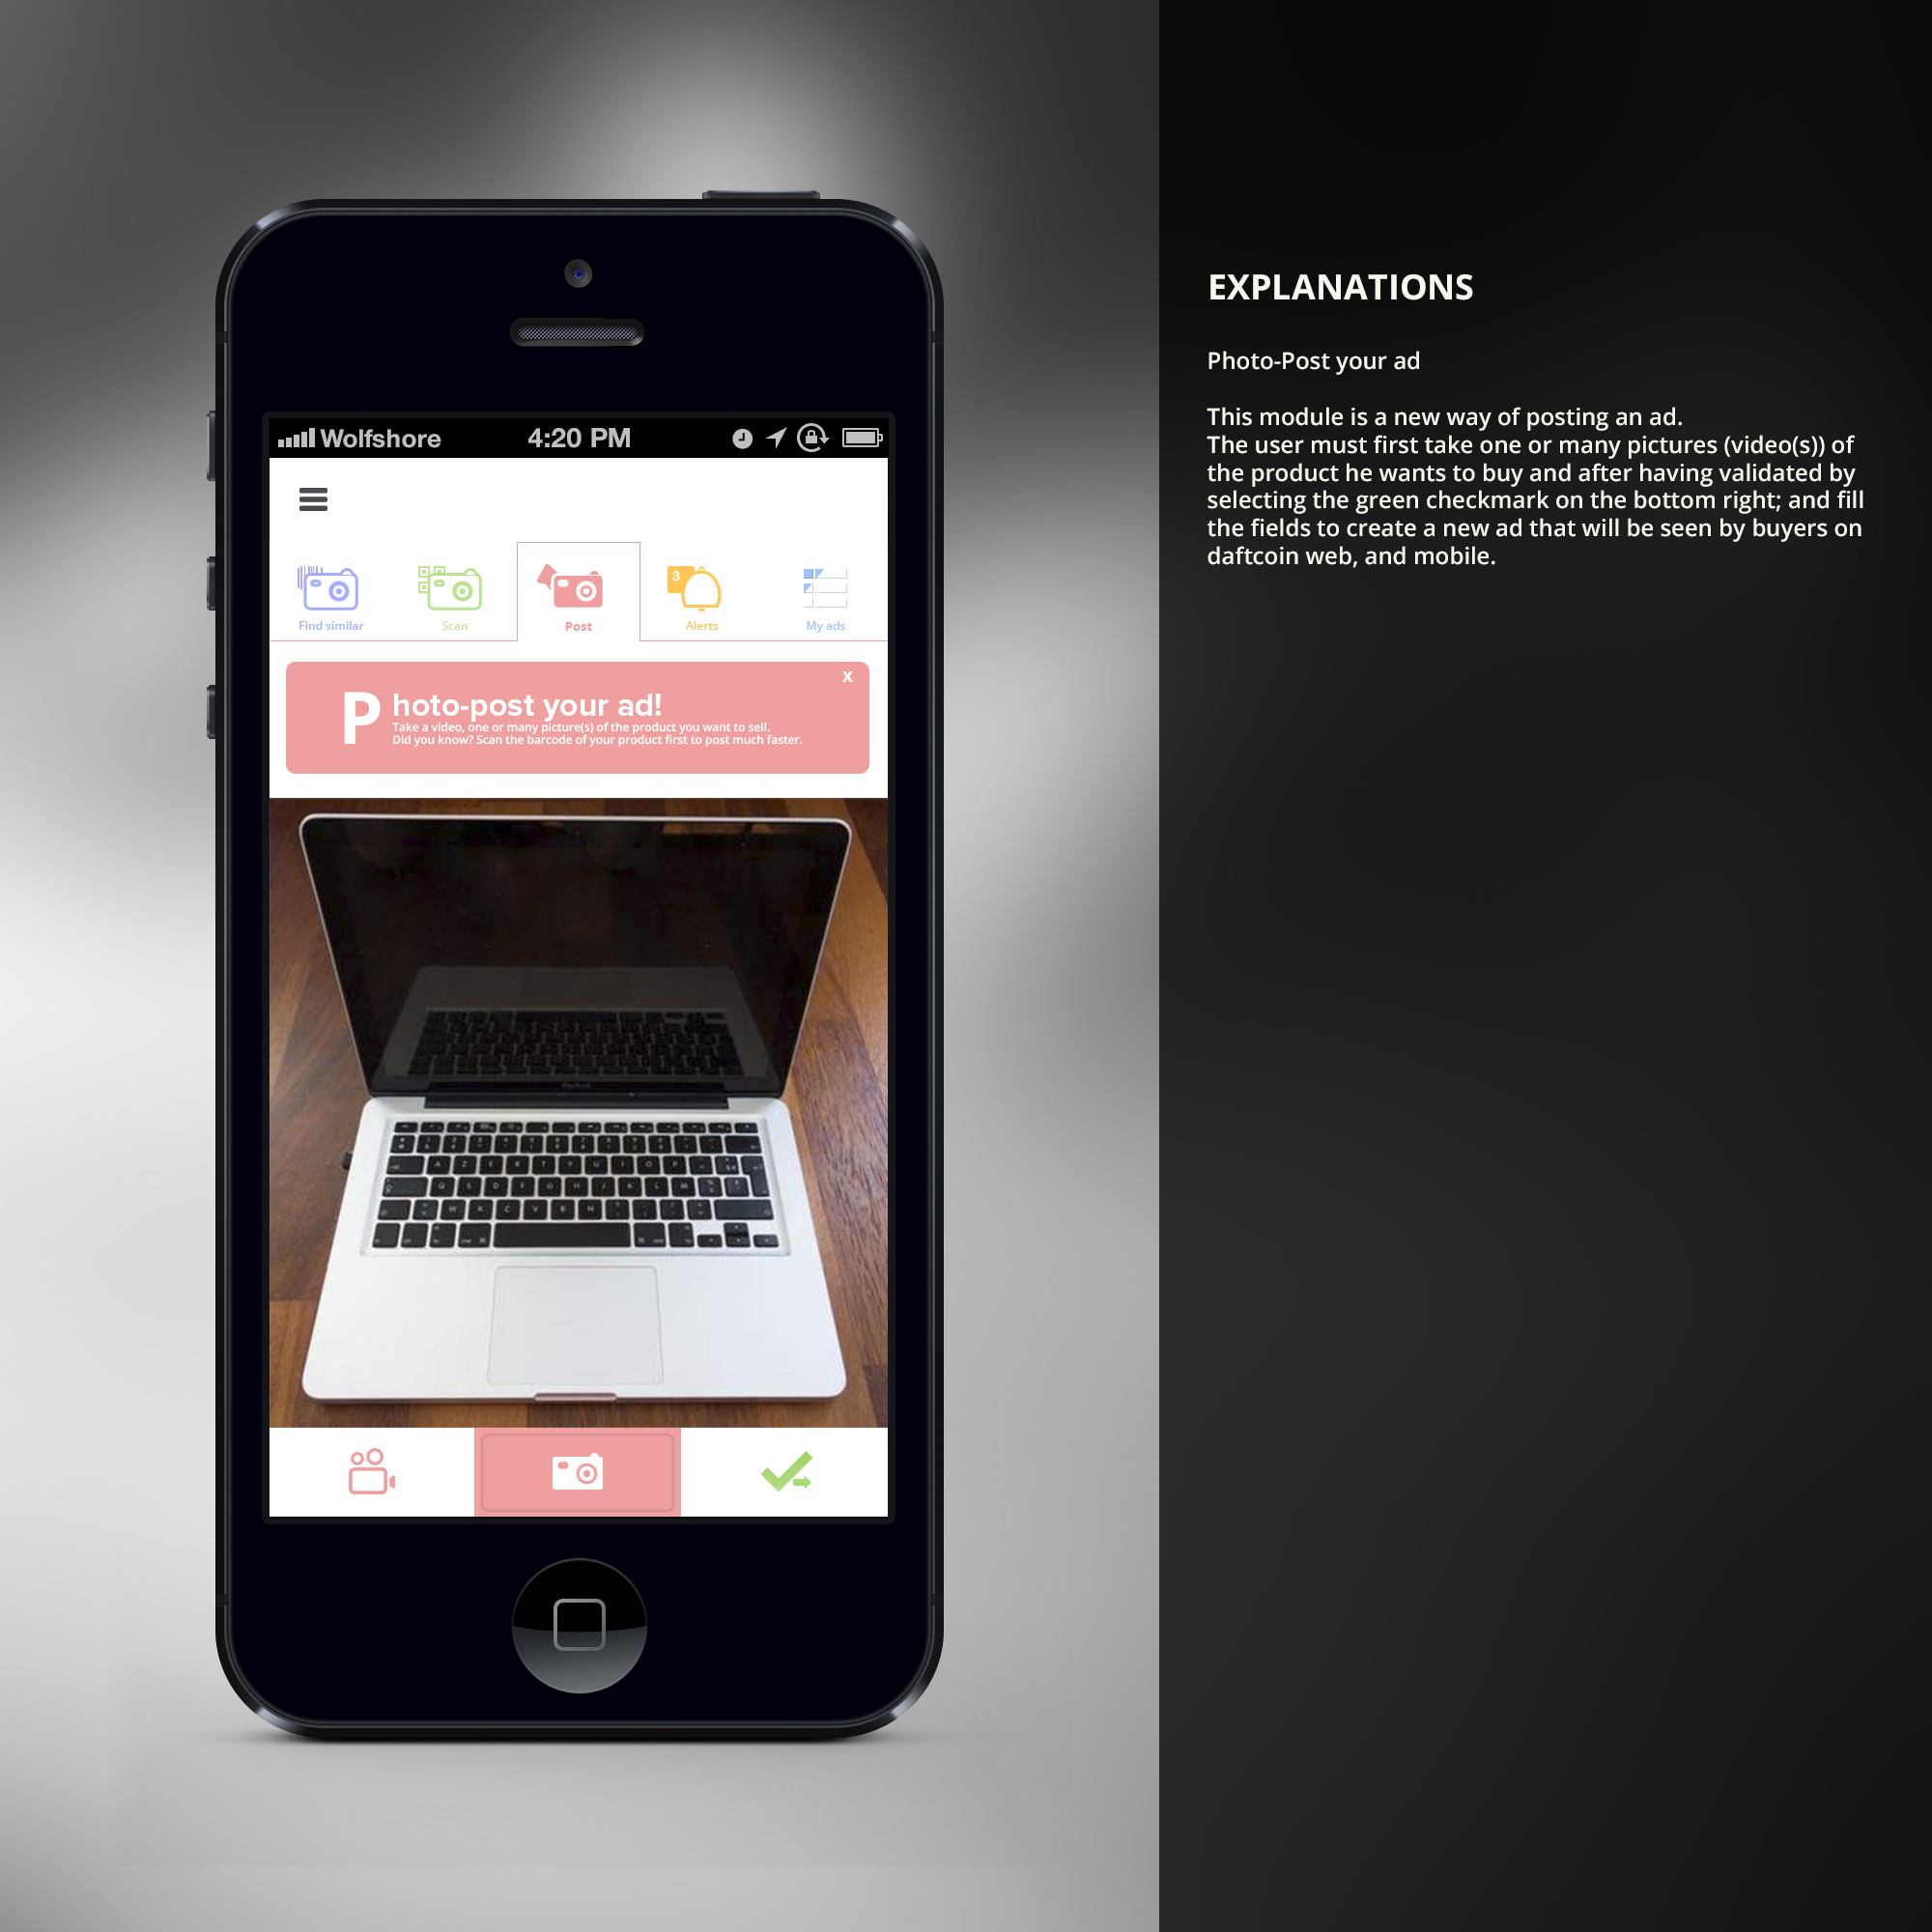 Wolfshore 4:20 PM
Find similar
Scan
Post
3
Alerts
My ads
x
Photo-post your ad!
Take a video, one or many picture(s) of the product you want to sell.
Did you know? Scan the barcode of your product first to post much faster.
EXPLANATIONS
Photo-Post your ad
This module is a new way of posting an ad.
The user must first take one or many pictures (video(s)) of
the product he wants to buy and after having validated by
selecting the green checkmark on the bottom right; and fill
the fields to create a new ad that will be seen by buyers on
daftcoin web, and mobile.